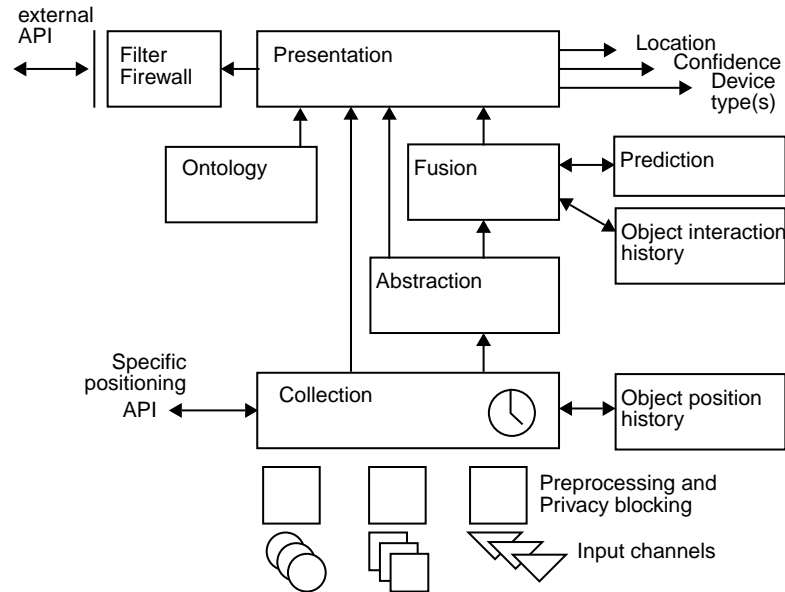 external
API
Filter
Firewall
Presentation
Location
Confidence
Device
type(s)
Ontology
Fusion
Prediction
Object interaction
history
Abstraction
Specific
positioning
API
Collection
Object position
history
Preprocessing and
Privacy blocking
Input channels